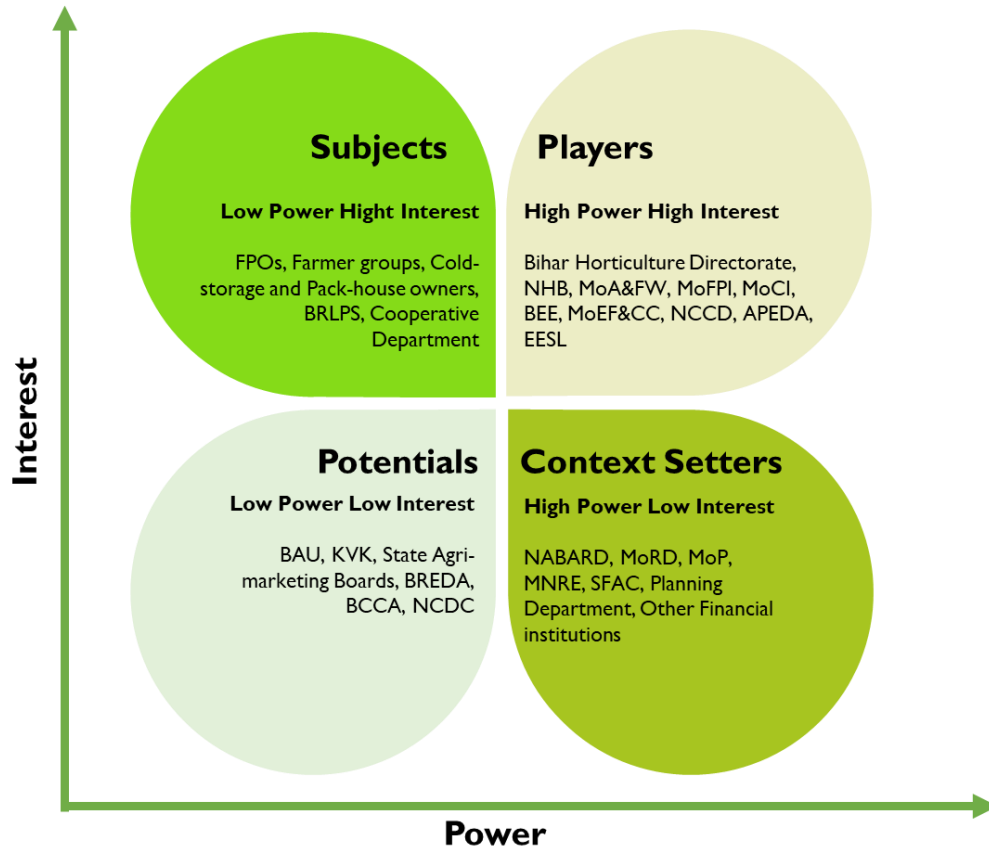 Subjects
Low Power Hight Interest
FPOs, Farmer groups, Cold-
storage and Pack-house owners,
BRLPS, Cooperative
Department
Players
High Power High Interest
Bihar Horticulture Directorate,
NHB, MoA&FW, MoFPI, MoCI,
BEE, MoEF&CC, NCCD, APEDA,
EESL
Interest
Potentials
Low Power Low Interest
BAU, KVK, State Agri-
marketing Boards, BREDA,
BCCA, NCDC
Context Setters
High Power Low Interest
NABARD, MoRD, MoP,
MNRE, SFAC, Planning
Department, Other Financial
institutions
Power